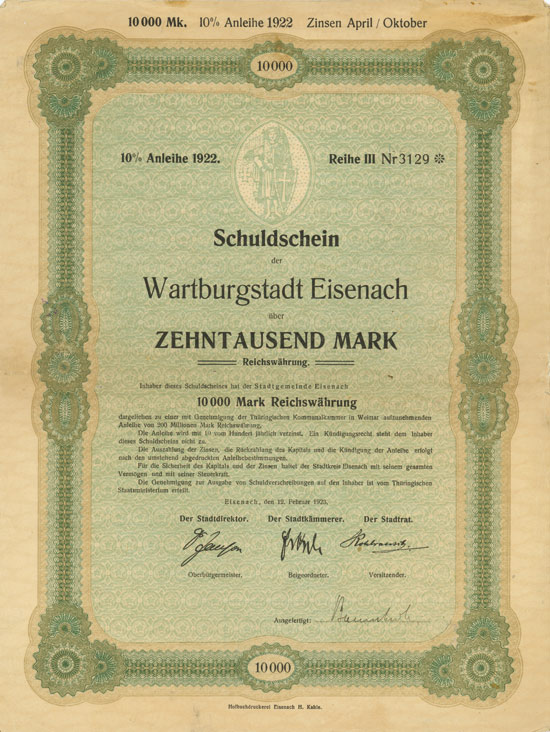 10 000 Mk. 10% Anleihe 1922 Zinsen April / Oktober
10 000
10% Anleihe 1922. Reihe III Nr 3129 ✻
Schuldschein
der
Wartburgstadt Eisenach
über
ZEHNTAUSEND MARK
Reichswährung.
Inhaber dieses Schuldscheines hat der Stadtgemeinde Eisenach
10 000 Mark Reichswährung
dargeliehen zu einer mit Genehmigung der Thüringischen Kommunalkammer in Weimar aufzunehmenden
Anleihe von 200 Millionen Mark Reichswährung.
Die Anleihe wird mit 10 vom Hundert jährlich verzinst. Ein Kündigungsrecht steht dem Inhaber
dieses Schuldscheins nicht zu.
Die Auszahlung der Zinsen, die Rückzahlung des Kapitals und die Kündigung der Anleihe erfolgt
nach den umstehend abgedruckten Anleihebestimmungen.
Für die Sicherheit des Kapitals und der Zinsen haftet der Stadtkreis Eisenach mit seinem gesamten
Vermögen und mit seiner Steuerkraft.
Die Genehmigung zur Ausgabe von Schuldverschreibungen auf den Inhaber ist vom Thüringischen
Staatsministerium erteilt.
Eisenach, den 12. Februar 1923.
Der Stadtdirektor. Der Stadtkämmerer. Der Stadtrat.
Oberbürgermeister. Beigeordneter. Vorsitzender.
Ausgefertigt:
10 000
Hofbuchdruckerei Eisenach H. Kahle.